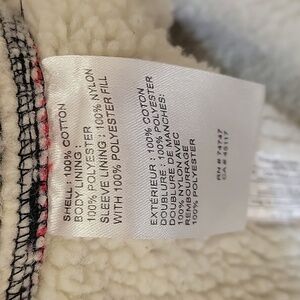 SHELL : 100% COTTON
BODY LINING :
100% POLYESTER
SLEEVE LINING : 100% NYLON
WITH 100% POLYESTER FILL
EXTÉRIEUR : 100% COTON
DOUBLURE : 100% POLYESTER
DOUBLURE DE MANCHES:
100% NYLON AVEC
REMBOURRAGE
100% POLYESTER
RN # 74747
CA # 45117